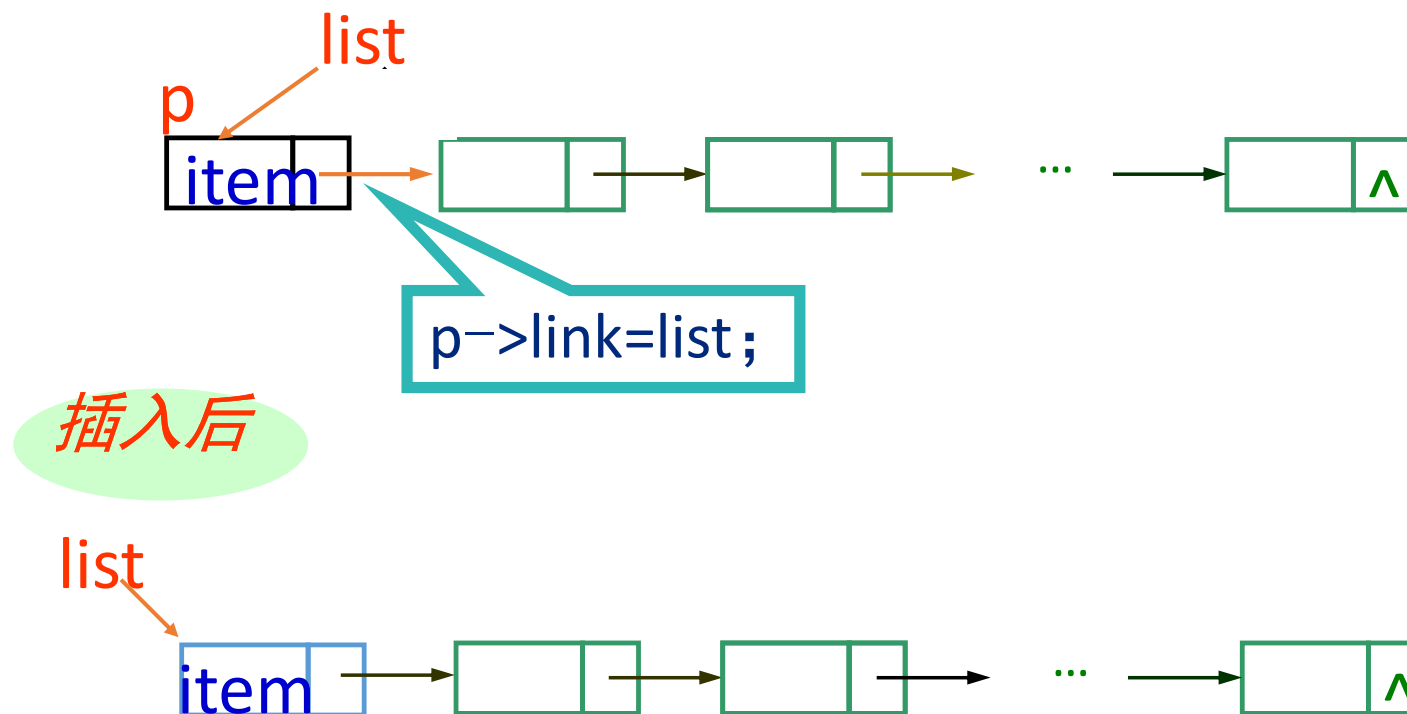 list
p
item
…
∧
p—>link=list；
插入后
list
item
…
∧